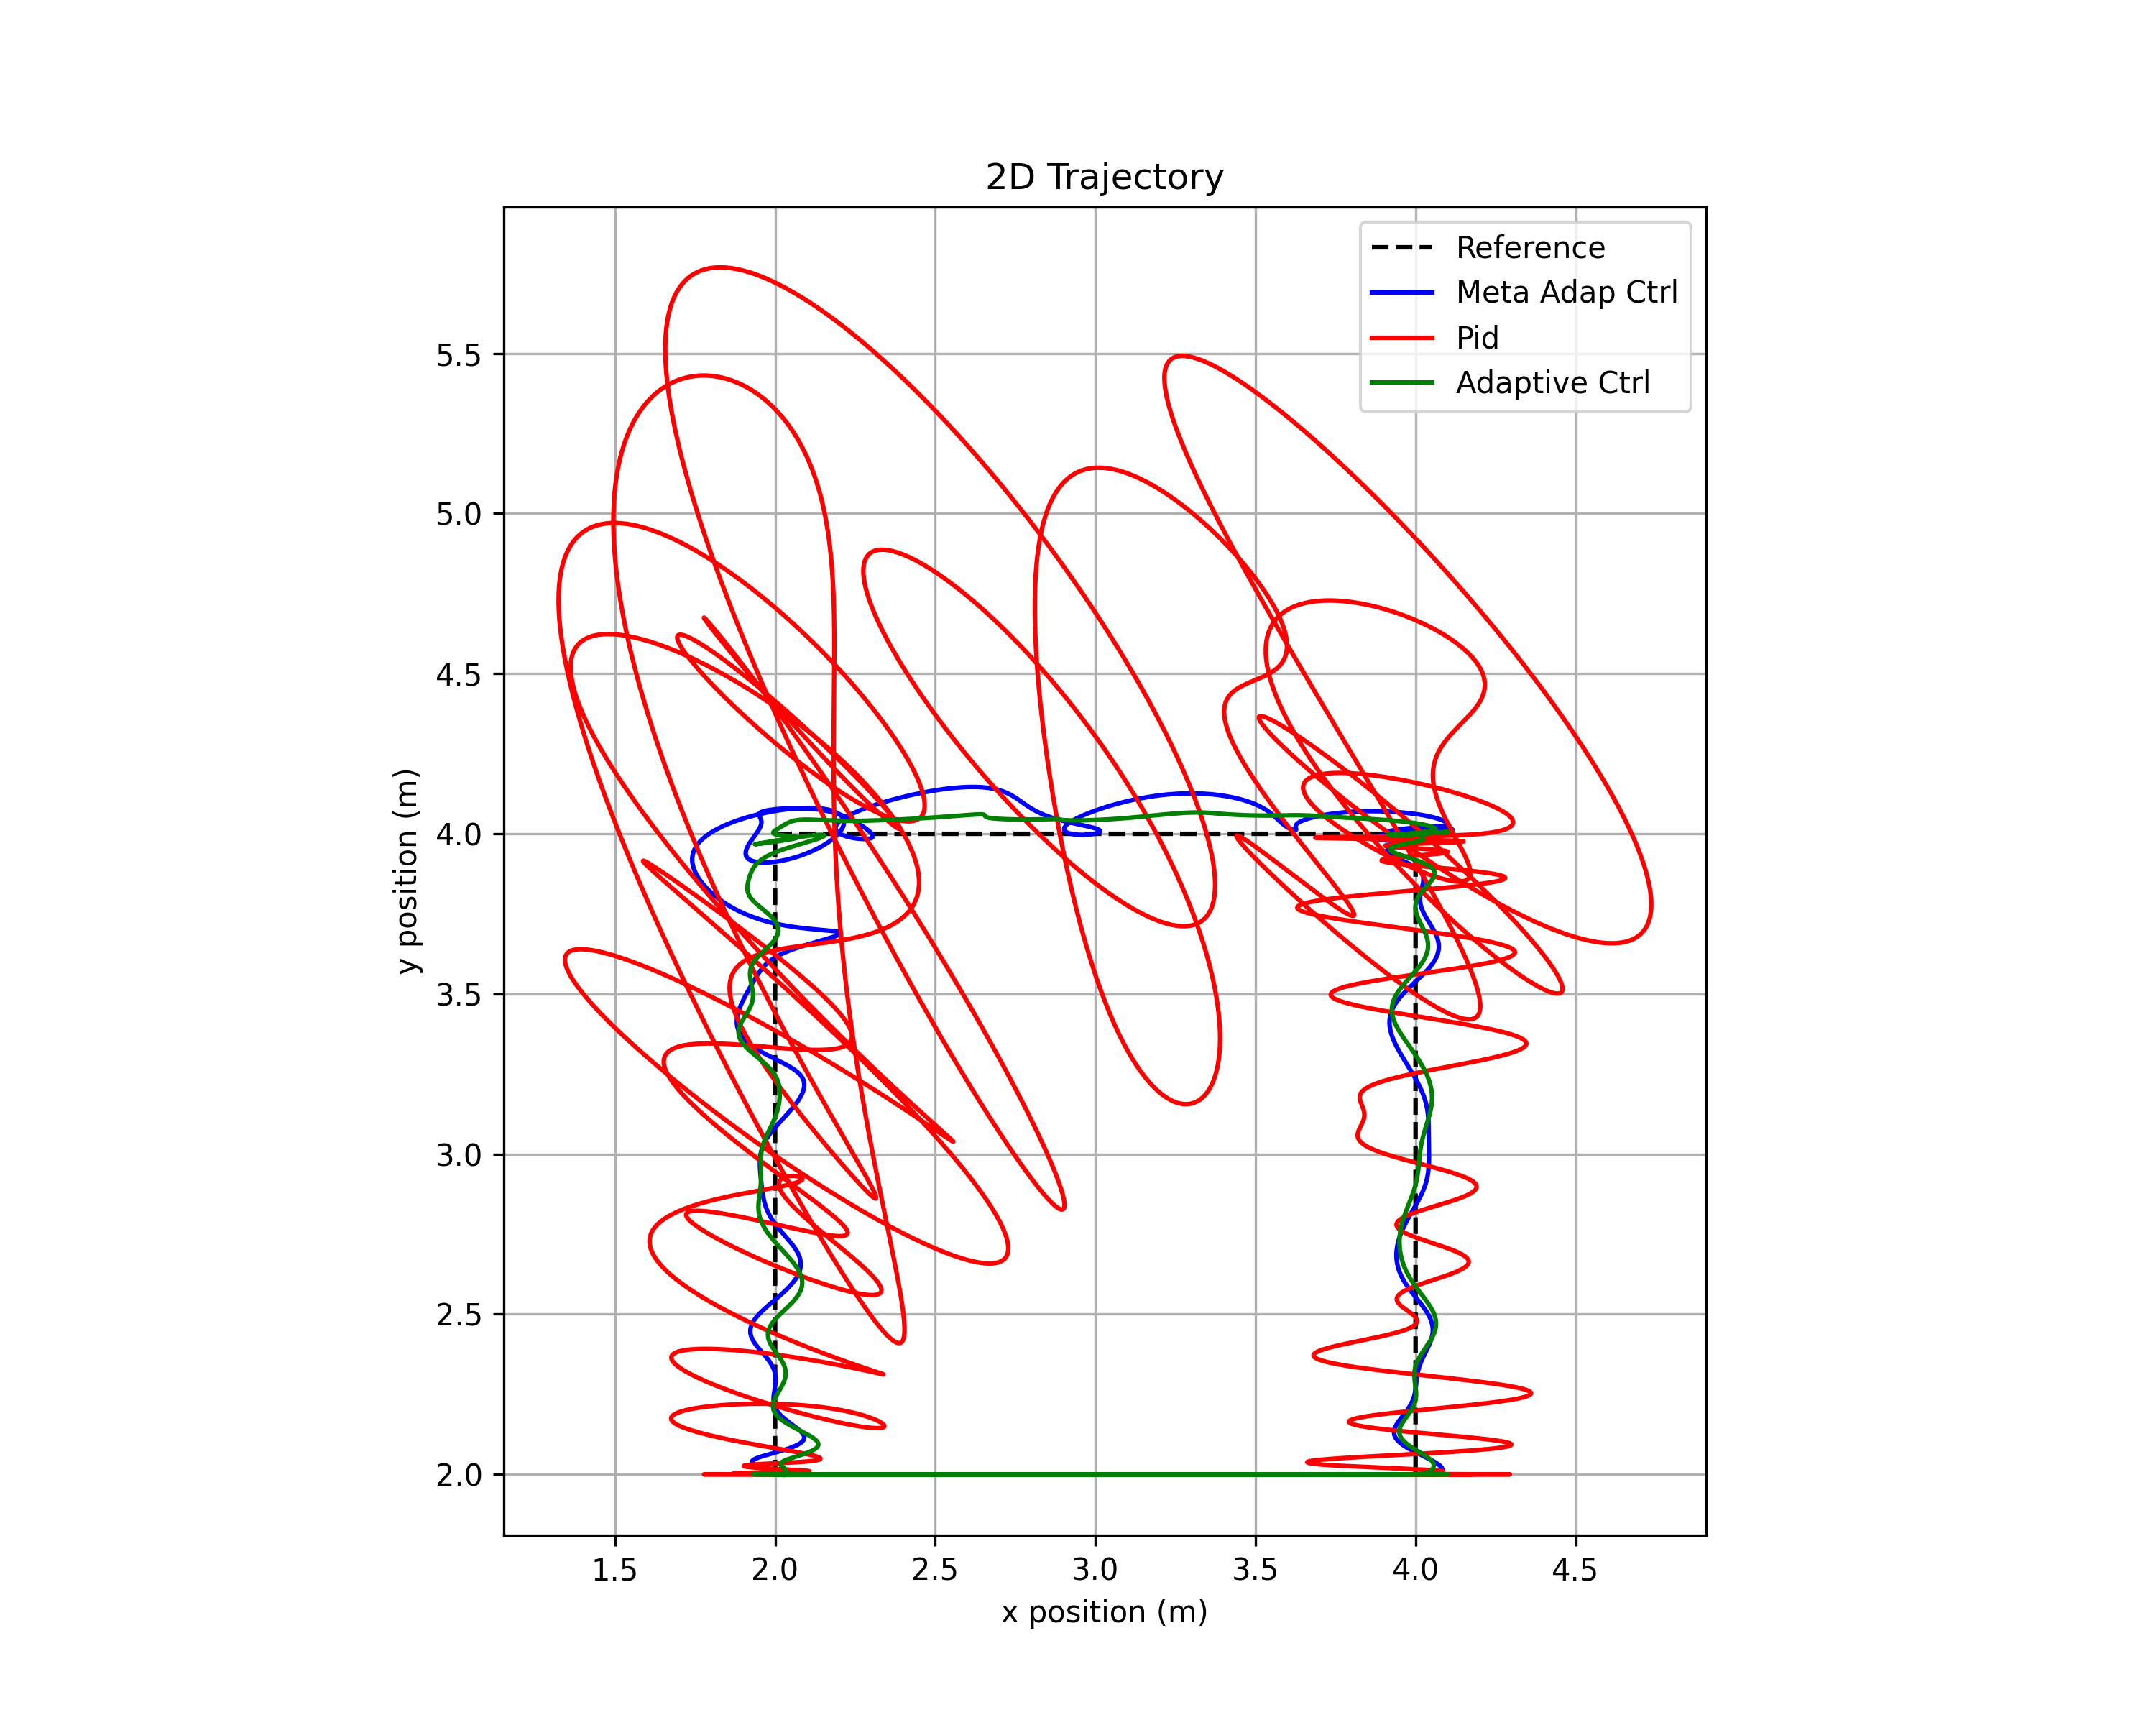 2D Trajectory
Reference
Meta Adap Ctrl
Pid
Adaptive Ctrl
5.5
5.0
4.5
4.0
3.5
3.0
2.5
2.0
y position (m)
1.5 2.0 2.5 3.0 3.5 4.0 4.5
x position (m)